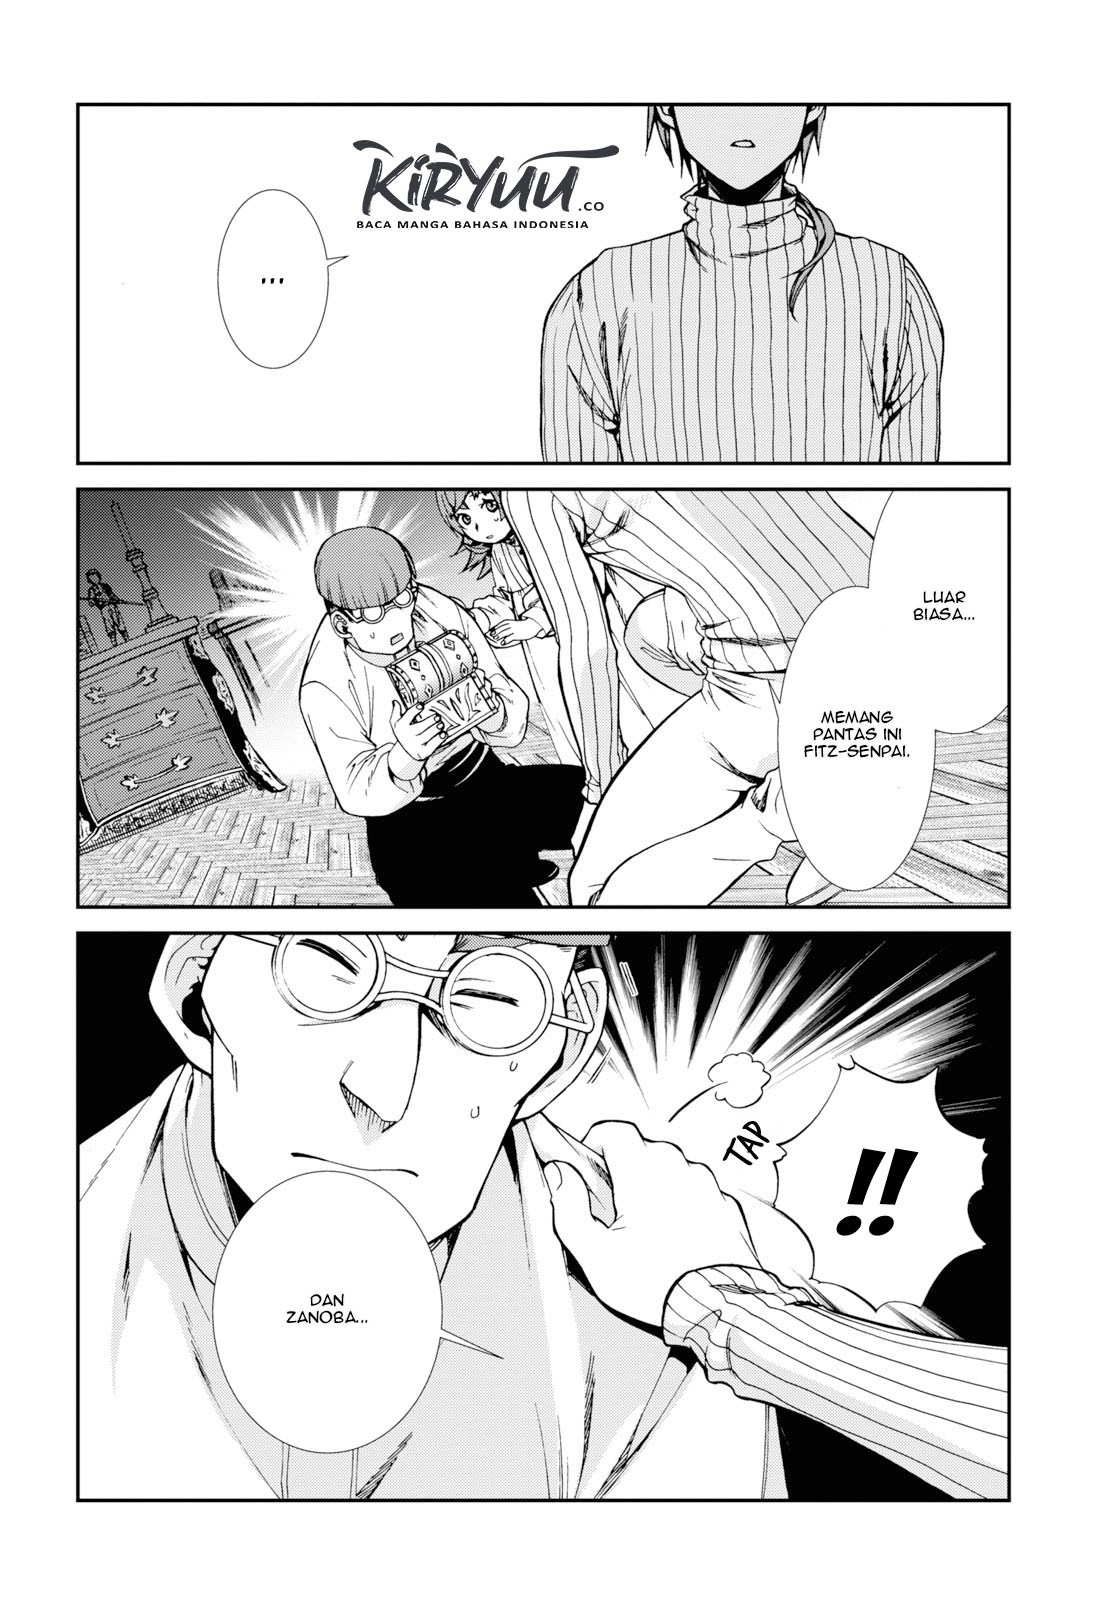 KIRYUU.CO
BACA MANGA BAHASA INDONESIA
...
LUAR
BIASA...
MEMANG
PANTAS INI
FITZ-SENPAI.
TAP
!!
DAN
ZANOBA...